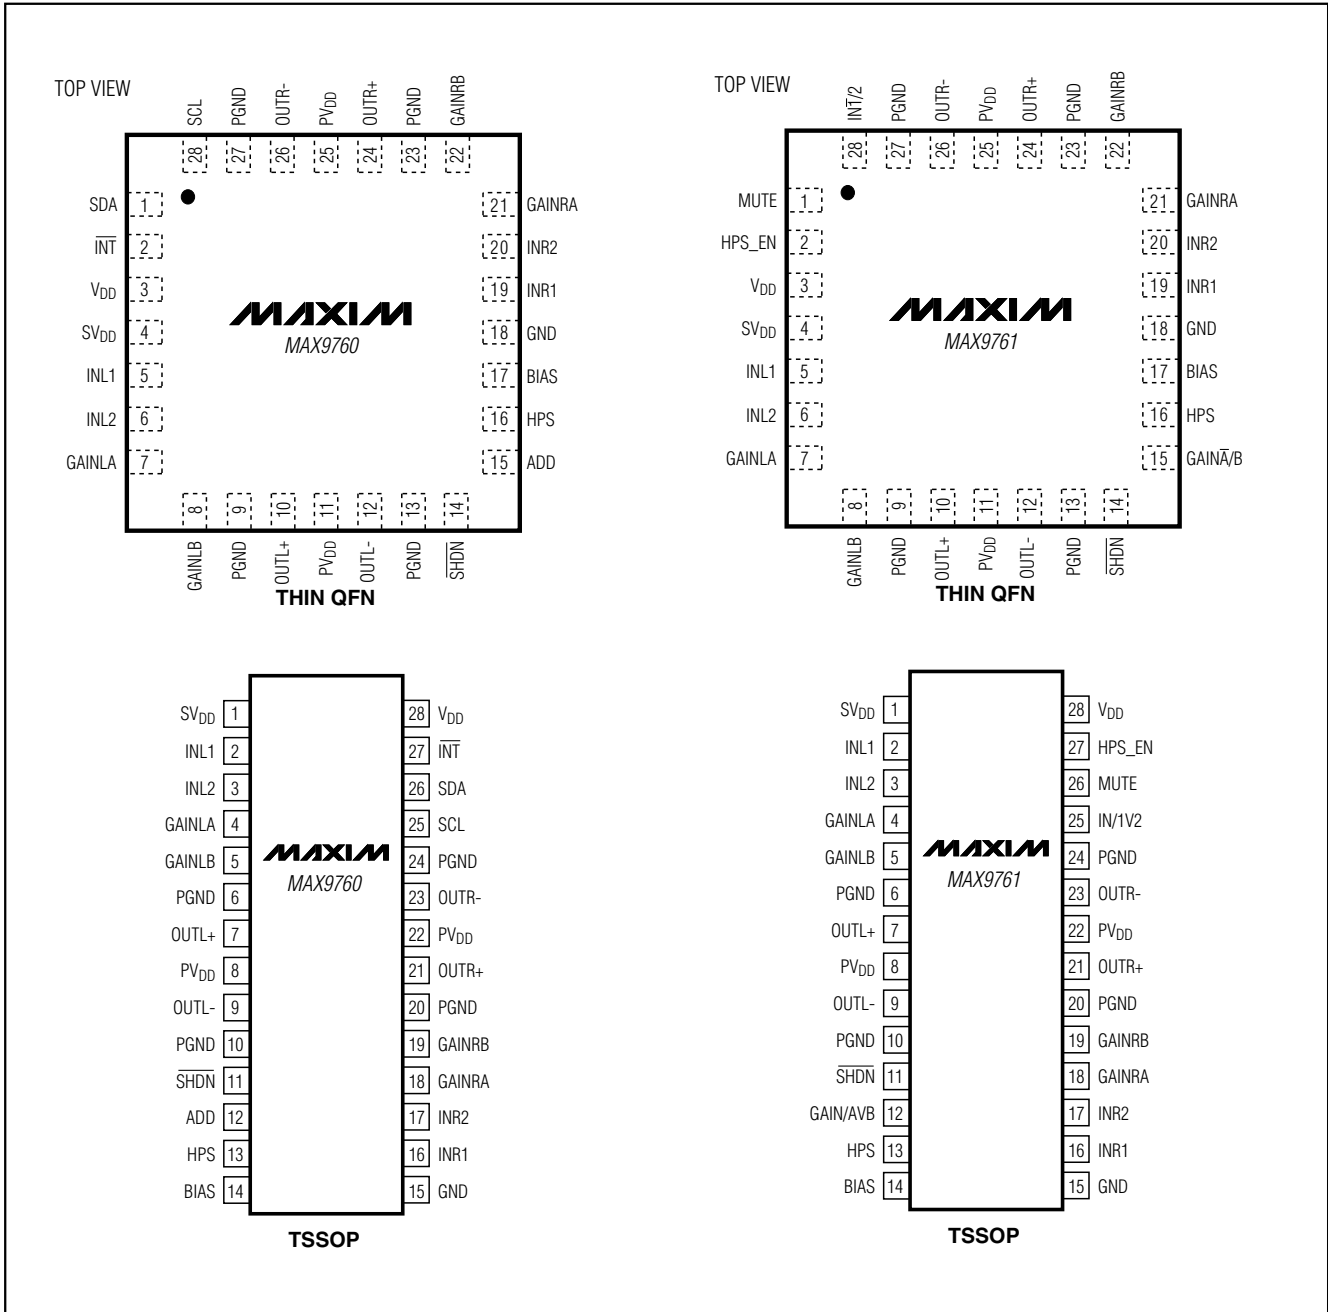 TOP VIEW
SCL
PGND
OUTR-
PVDD
OUTR+
PGND
GAINRB
28 27 26 25 24 23 22
SDA 1
I̅N̅T̅ 2
VDD 3
SVDD 4
INL1 5
INL2 6
GAINLA 7
MAXIM
MAX9760
21 GAINRA
20 INR2
19 INR1
18 GND
17 BIAS
16 HPS
15 ADD
8 9 10 11 12 13 14
GAINLB
PGND
OUTL+
PVDD
OUTL-
PGND
S̅H̅D̅N̅
THIN QFN
TOP VIEW
IN1̅/2
PGND
OUTR-
PVDD
OUTR+
PGND
GAINRB
28 27 26 25 24 23 22
MUTE 1
HPS_EN 2
VDD 3
SVDD 4
INL1 5
INL2 6
GAINLA 7
MAXIM
MAX9761
21 GAINRA
20 INR2
19 INR1
18 GND
17 BIAS
16 HPS
15 GAINA̅/B
8 9 10 11 12 13 14
GAINLB
PGND
OUTL+
PVDD
OUTL-
PGND
S̅H̅D̅N̅
THIN QFN
SVDD 1
INL1 2
INL2 3
GAINLA 4
GAINLB 5
PGND 6
OUTL+ 7
PVDD 8
OUTL- 9
PGND 10
S̅H̅D̅N̅ 11
ADD 12
HPS 13
BIAS 14
MAXIM
MAX9760
28 VDD
27 I̅N̅T̅
26 SDA
25 SCL
24 PGND
23 OUTR-
22 PVDD
21 OUTR+
20 PGND
19 GAINRB
18 GAINRA
17 INR2
16 INR1
15 GND
TSSOP
SVDD 1
INL1 2
INL2 3
GAINLA 4
GAINLB 5
PGND 6
OUTL+ 7
PVDD 8
OUTL- 9
PGND 10
S̅H̅D̅N̅ 11
GAIN/AVB 12
HPS 13
BIAS 14
MAXIM
MAX9761
28 VDD
27 HPS_EN
26 MUTE
25 IN/1V2
24 PGND
23 OUTR-
22 PVDD
21 OUTR+
20 PGND
19 GAINRB
18 GAINRA
17 INR2
16 INR1
15 GND
TSSOP